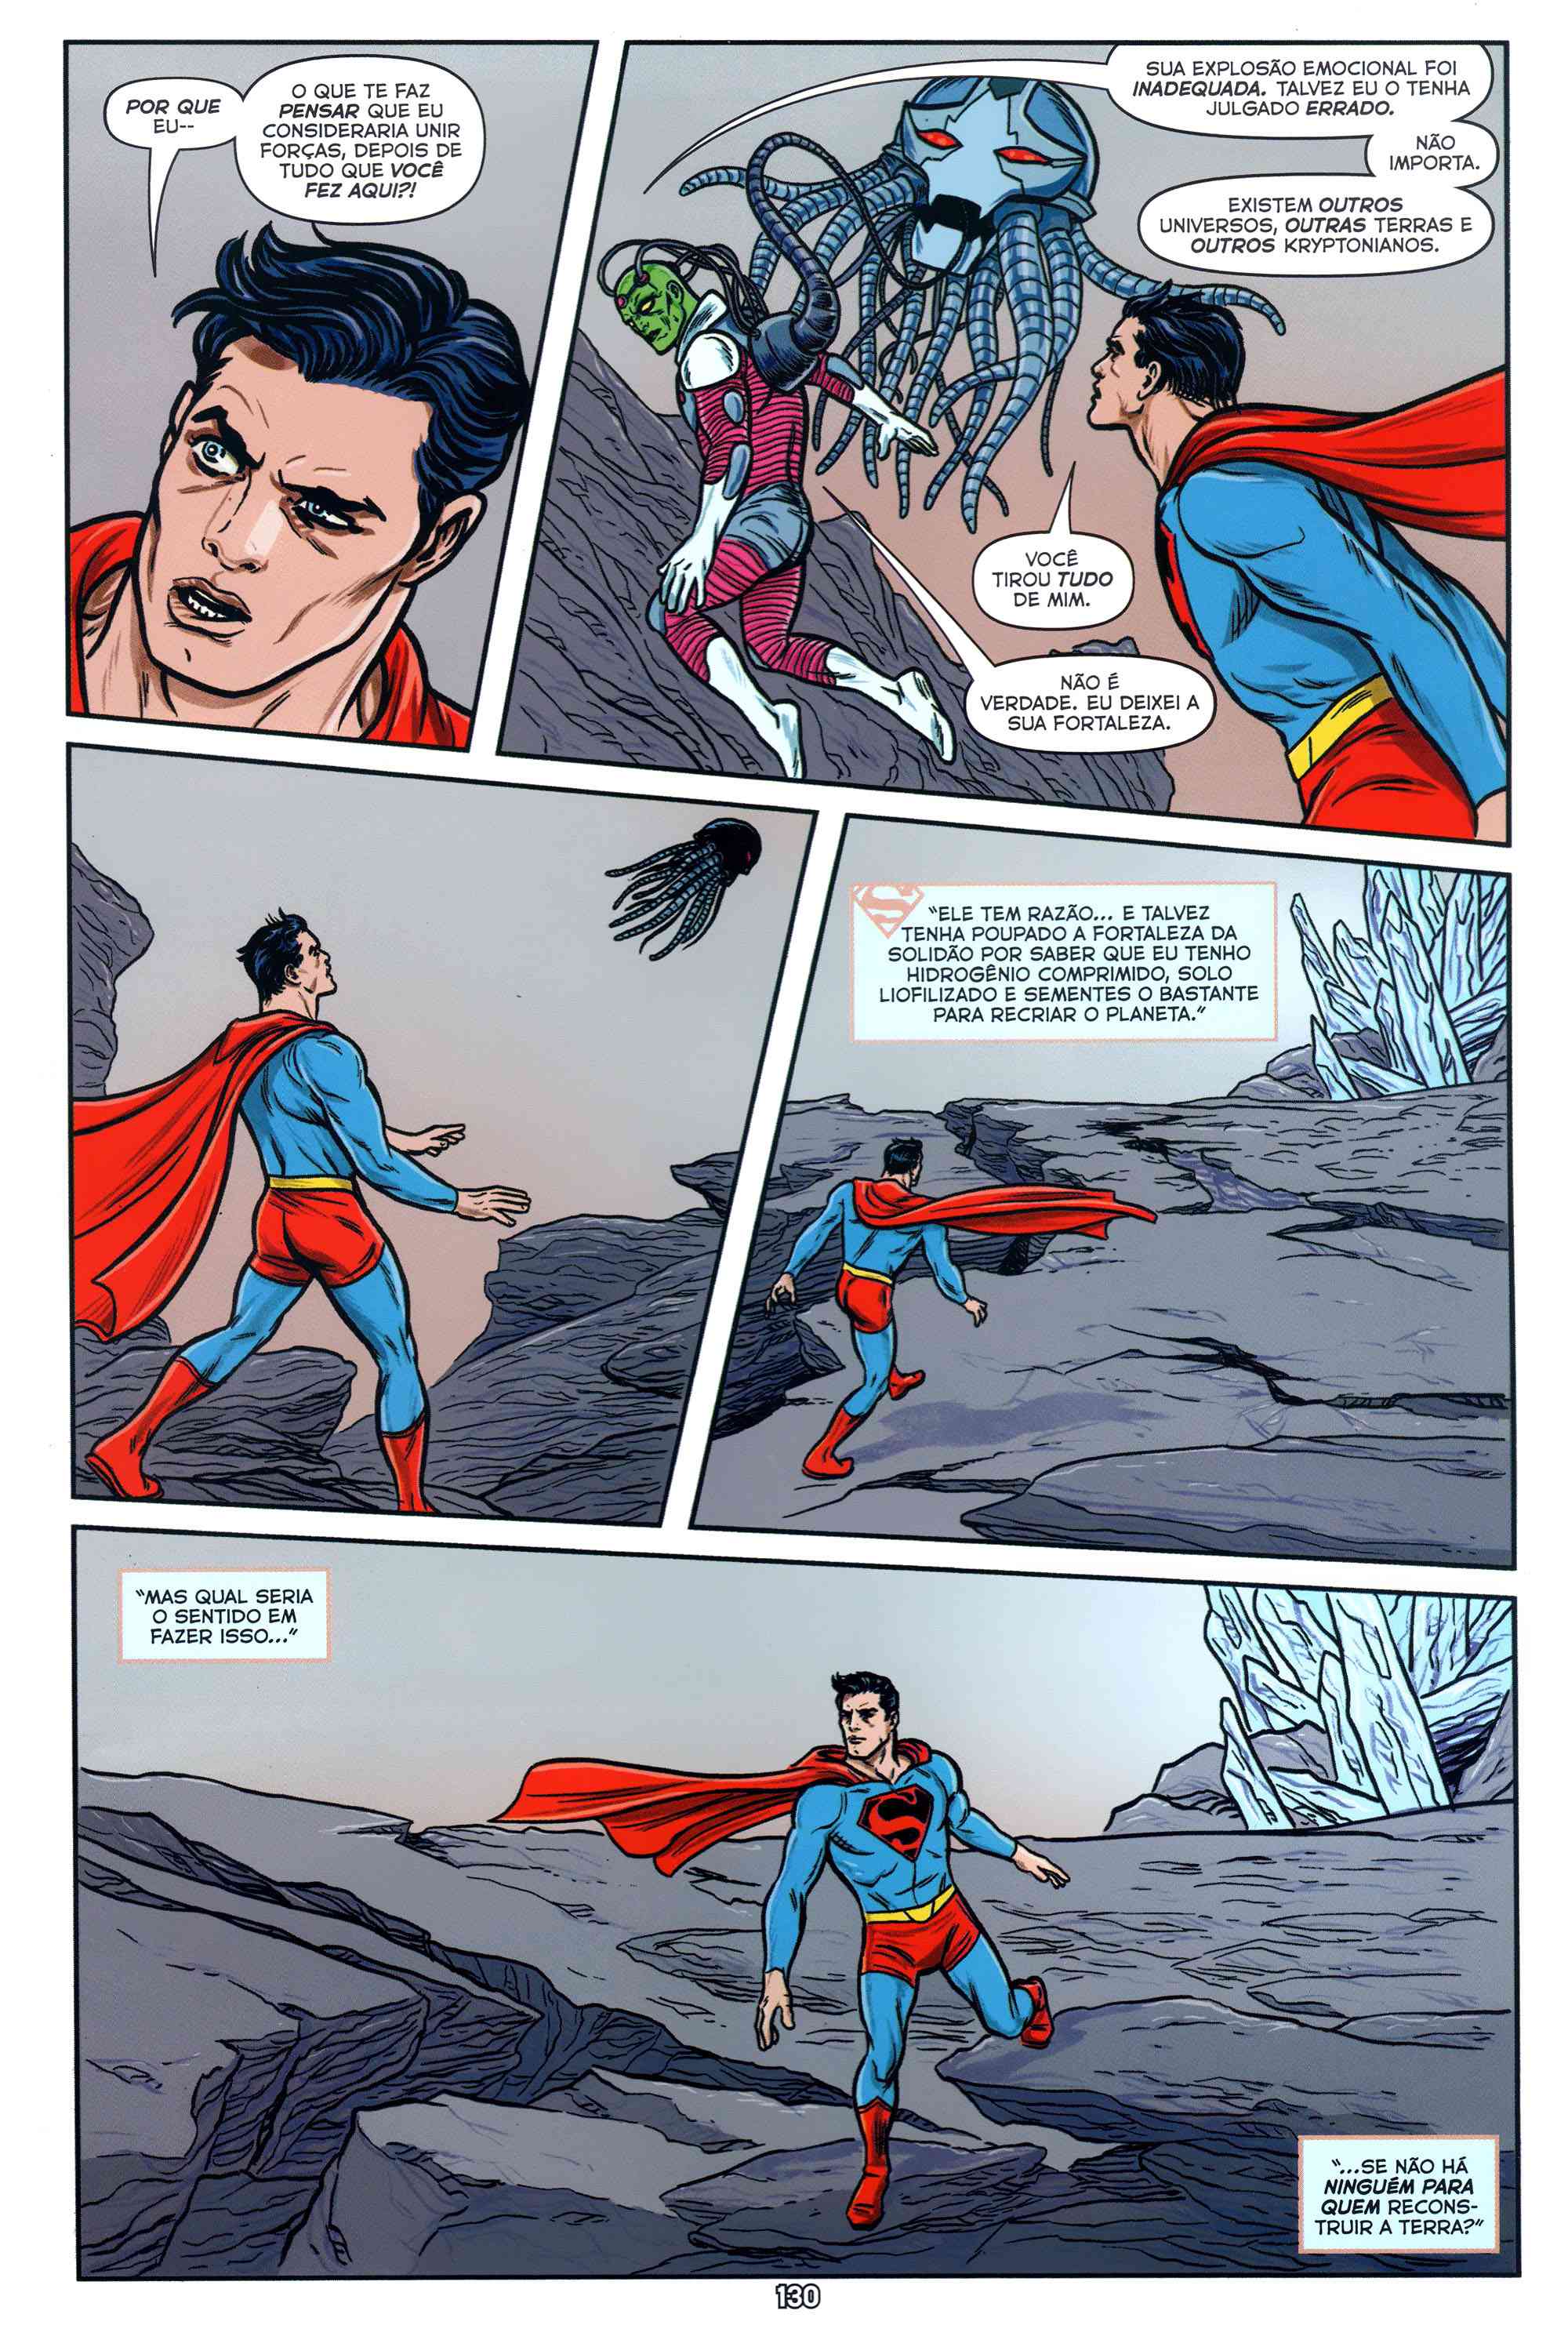 POR QUE
EU--
O QUE TE FAZ
PENSAR QUE EU
CONSIDERARIA UNIR
FORÇAS, DEPOIS DE
TUDO QUE VOCÊ
FEZ AQUI?!
SUA EXPLOSÃO EMOCIONAL FOI
INADEQUADA. TALVEZ EU O TENHA
JULGADO ERRADO.
NÃO
IMPORTA.
EXISTEM OUTROS
UNIVERSOS, OUTRAS TERRAS E
OUTROS KRYPTONIANOS.
VOCÊ
TIROU TUDO
DE MIM.
NÃO É
VERDADE. EU DEIXEI A
SUA FORTALEZA.
S
"ELE TEM RAZÃO... E TALVEZ
TENHA POUPADO A FORTALEZA DA
SOLIDÃO POR SABER QUE EU TENHO
HIDROGÊNIO COMPRIMIDO, SOLO
LIOFILIZADO E SEMENTES O BASTANTE
PARA RECRIAR O PLANETA."
"MAS QUAL SERIA
O SENTIDO EM
FAZER ISSO..."
S
"...SE NÃO HÁ
NINGUÉM PARA
QUEM RECONS-
TRUIR A TERRA?"
130